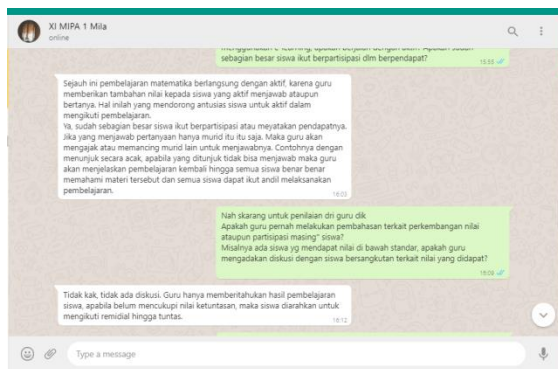 XI MIPA 1 Mila
online
sebagian besar siswa ikut berpartisipasi dlm berpendapat?
15.55
Sejauh ini pembelajaran matematika berlangsung dengan aktif, karena guru
memberikan tambahan nilai kepada siswa yang aktif menjawab ataupun
bertanya. Hal inilah yang mendorong antusias siswa untuk aktif dalam
mengikuti pembelajaran.
Ya, sudah sebagian besar siswa ikut berpartisipasi atau meyatakan pendapatnya.
Jika yang menjawab pertanyaan hanya murid itu itu saja. Maka guru akan
mengajak atau memancing murid lain untuk menjawabnya. Contohnya dengan
menunjuk secara acak, apabila yang ditunjuk tidak bisa menjawab maka guru
akan menjelaskan pembelajaran kembali hingga semua siswa benar benar
memahami materi tersebut dan semua siswa dapat ikut andil melaksanakan
pembelajaran.
16.03
Nah skarang untuk penilaian dri guru dik
Apakah guru pernah melakukan pembahasan terkait perkembangan nilai
ataupun partisipasi masing" siswa?
Misalnya ada siswa yg mendapat nilai di bawah standar, apakah guru
mengadakan diskusi dengan siswa bersangkutan terkait nilai yang didapat?
16.08
Tidak kak, tidak ada diskusi. Guru hanya memberitahukan hasil pembelajaran
siswa, apabila belum mencukupi nilai ketuntasan, maka siswa diarahkan untuk
mengikuti remidial hingga tuntas.
16.12
Type a message